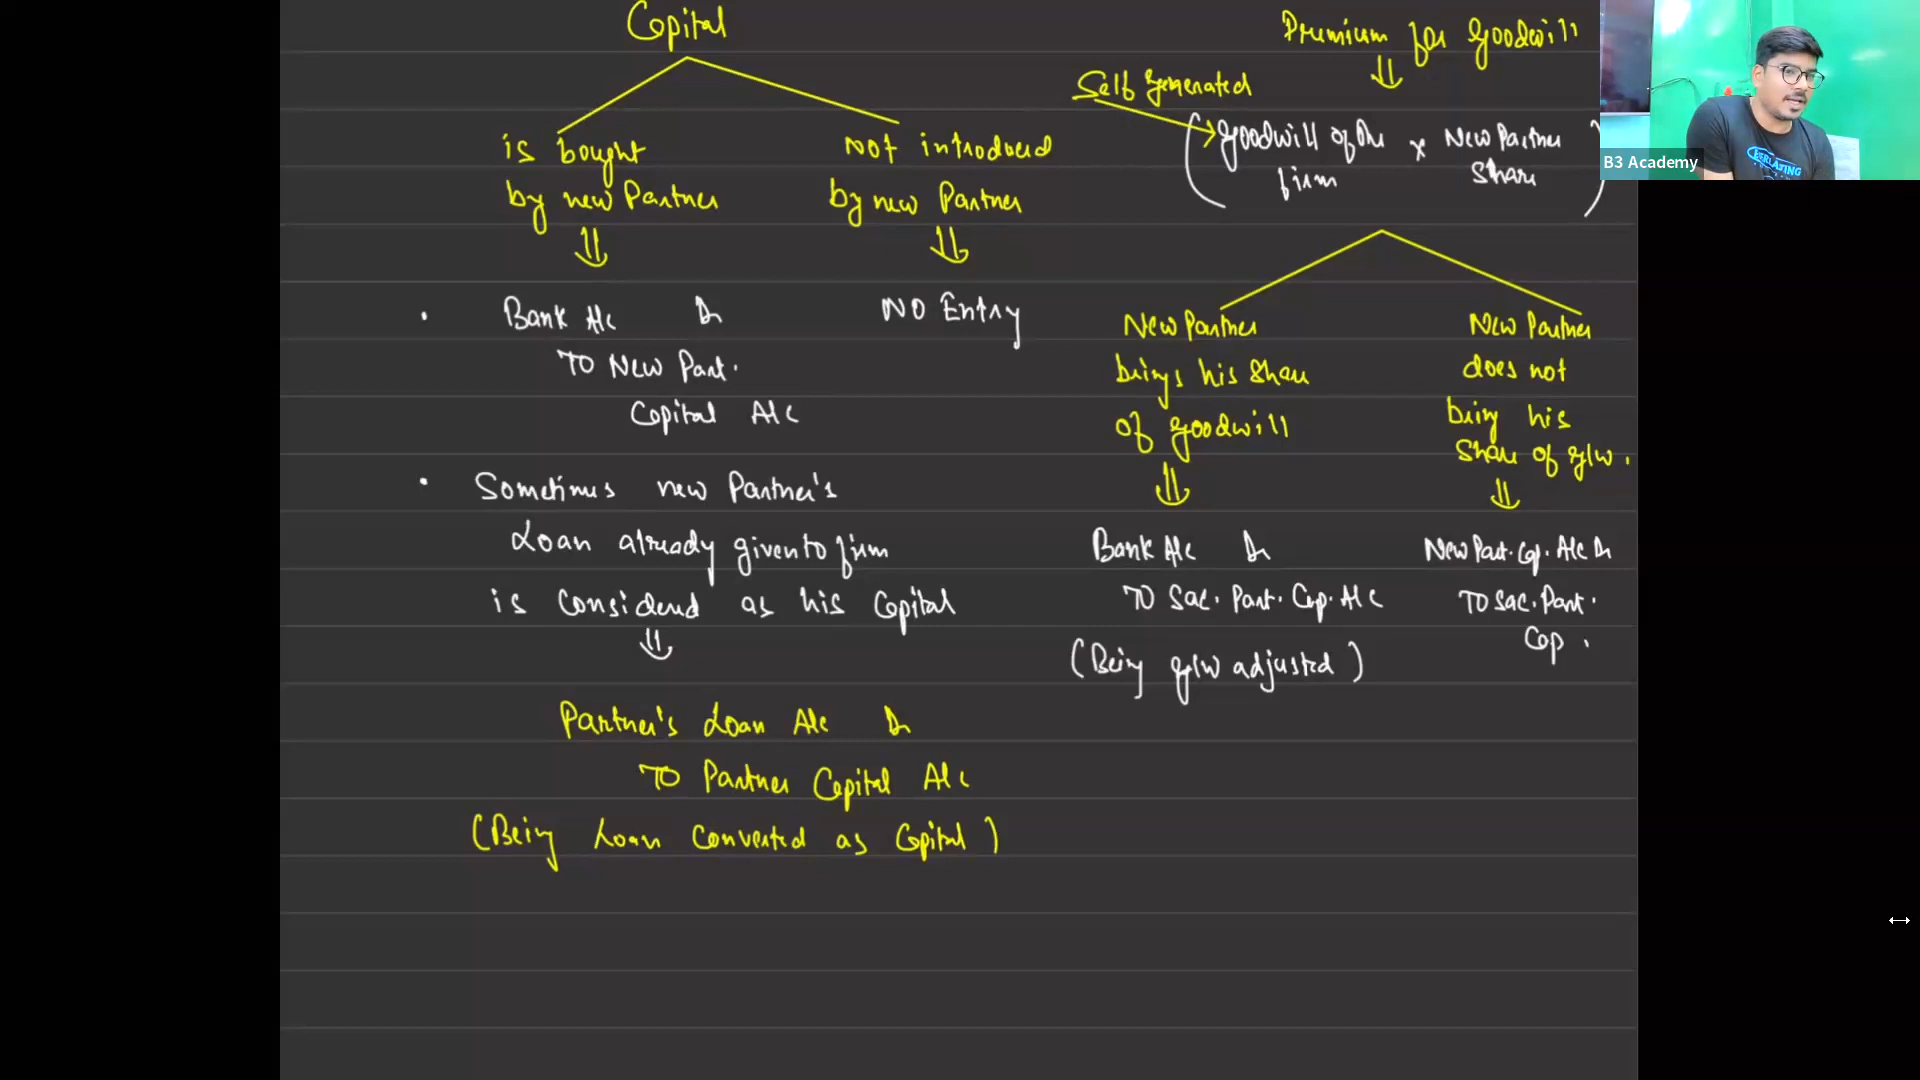 Capital
is bought
by new Partner
⇓
Not introduced
by new Partner
⇓
• Bank A/c Dr
To New Part.
Capital A/c
NO Entry
• Sometimes new Partner's
Loan already given to firm
is considered as his Capital
⇓
Partner's Loan A/c Dr
To Partner Capital A/c
(Being Loan Converted as Capital)
Premium for Goodwill
⇓
Self generated
(Goodwill of the firm × New Partner Share)
New Partner
brings his Share
of goodwill
⇓
Bank A/c Dr
To Sac. Part. Cap. A/c
(Being g/w adjusted)
New Partner
does not
bring his
Share of g/w.
⇓
New Part. Cap. A/c Dr
To Sac. Part.
Cap.
B3 Academy
EVERLASTING